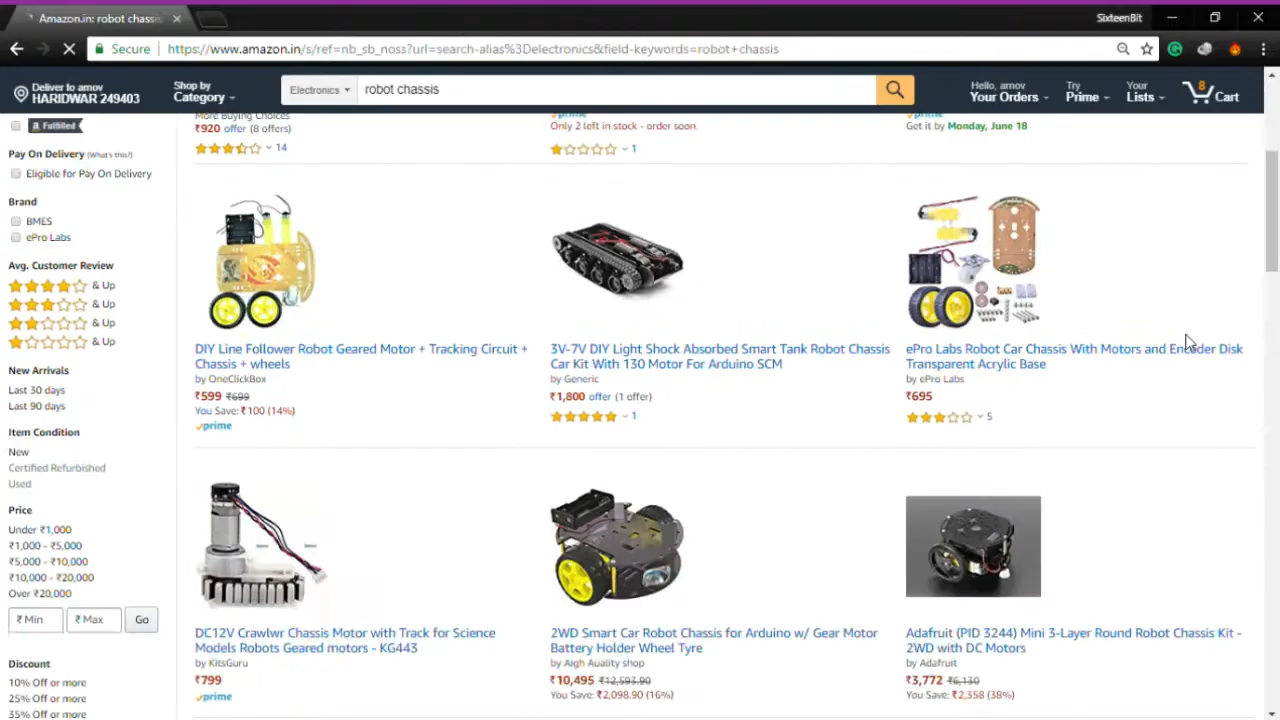 Amazon.in: robot chassis
SixteenBit
Secure
https://www.amazon.in/s/ref=nb_sb_noss?url=search-alias%3Delectronics&field-keywords=robot+chassis
Deliver to amov
HARIDWAR 249403
Shop by
Category
Electronics
robot chassis
Hello, amov
Your Orders
Try
Prime
Your
Lists
8
Cart
Fulfilled
Pay On Delivery (What's this?)
Eligible for Pay On Delivery
Brand
BMES
ePro Labs
Avg. Customer Review
& Up
& Up
& Up
& Up
New Arrivals
Last 30 days
Last 90 days
Item Condition
New
Certified Refurbished
Used
Price
Under ₹1,000
₹1,000 - ₹5,000
₹5,000 - ₹10,000
₹10,000 - ₹20,000
Over ₹20,000
₹ Min
₹ Max
Go
Discount
10% Off or more
25% Off or more
35% Off or more
More Buying Choices
₹920 offer (8 offers)
14
prime
Only 2 left in stock - order soon.
1
prime
Get it by Monday, June 18
DIY Line Follower Robot Geared Motor + Tracking Circuit +
Chassis + wheels
by OneClickBox
₹599 ₹699
You Save: ₹100 (14%)
prime
3V-7V DIY Light Shock Absorbed Smart Tank Robot Chassis
Car Kit With 130 Motor For Arduino SCM
by Generic
₹1,800 offer (1 offer)
1
ePro Labs Robot Car Chassis With Motors and Encoder Disk
Transparent Acrylic Base
by ePro Labs
₹695
5
DC12V Crawlwr Chassis Motor with Track for Science
Models Robots Geared motors - KG443
by KitsGuru
₹799
prime
2WD Smart Car Robot Chassis for Arduino w/ Gear Motor
Battery Holder Wheel Tyre
by Aigh Auality shop
₹10,495 ₹12,593.90
You Save: ₹2,098.90 (16%)
Adafruit (PID 3244) Mini 3-Layer Round Robot Chassis Kit -
2WD with DC Motors
by Adafruit
₹3,772 ₹6,130
You Save: ₹2,358 (38%)